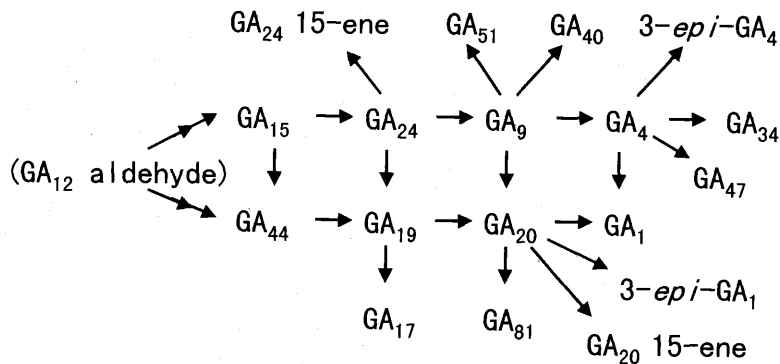 GA₂₄ 15-ene GA₅₁ GA₄₀ 3-epi-GA₄
GA₁₅ GA₂₄ GA₉ GA₄ GA₃₄
(GA₁₂ aldehyde) GA₄₇
GA₄₄ GA₁₉ GA₂₀ GA₁
3-epi-GA₁
GA₁₇ GA₈₁
GA₂₀ 15-ene